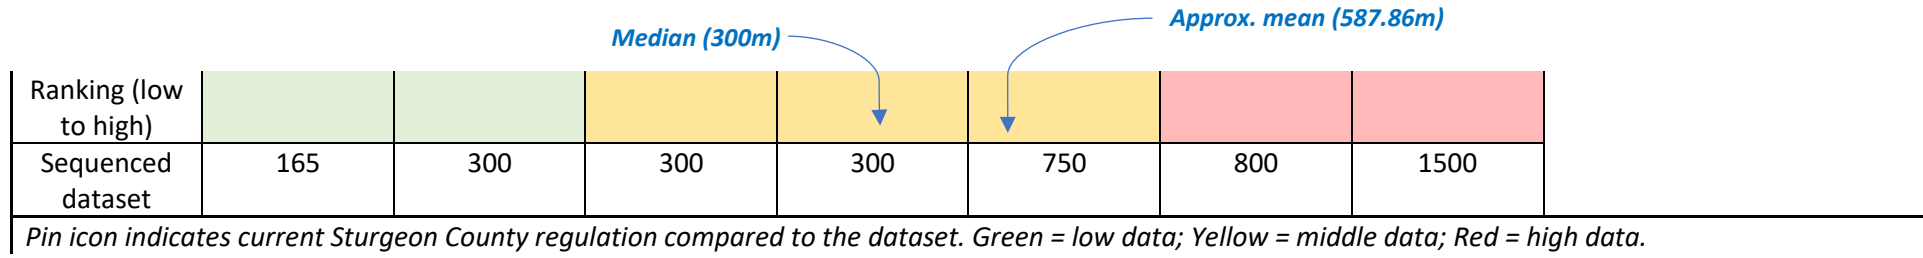 Approx. mean (587.86m)
Median (300m)
Ranking (low
to high)
Sequenced
dataset
165 300 300 300 750 800 1500
Pin icon indicates current Sturgeon County regulation compared to the dataset. Green = low data; Yellow = middle data; Red = high data.